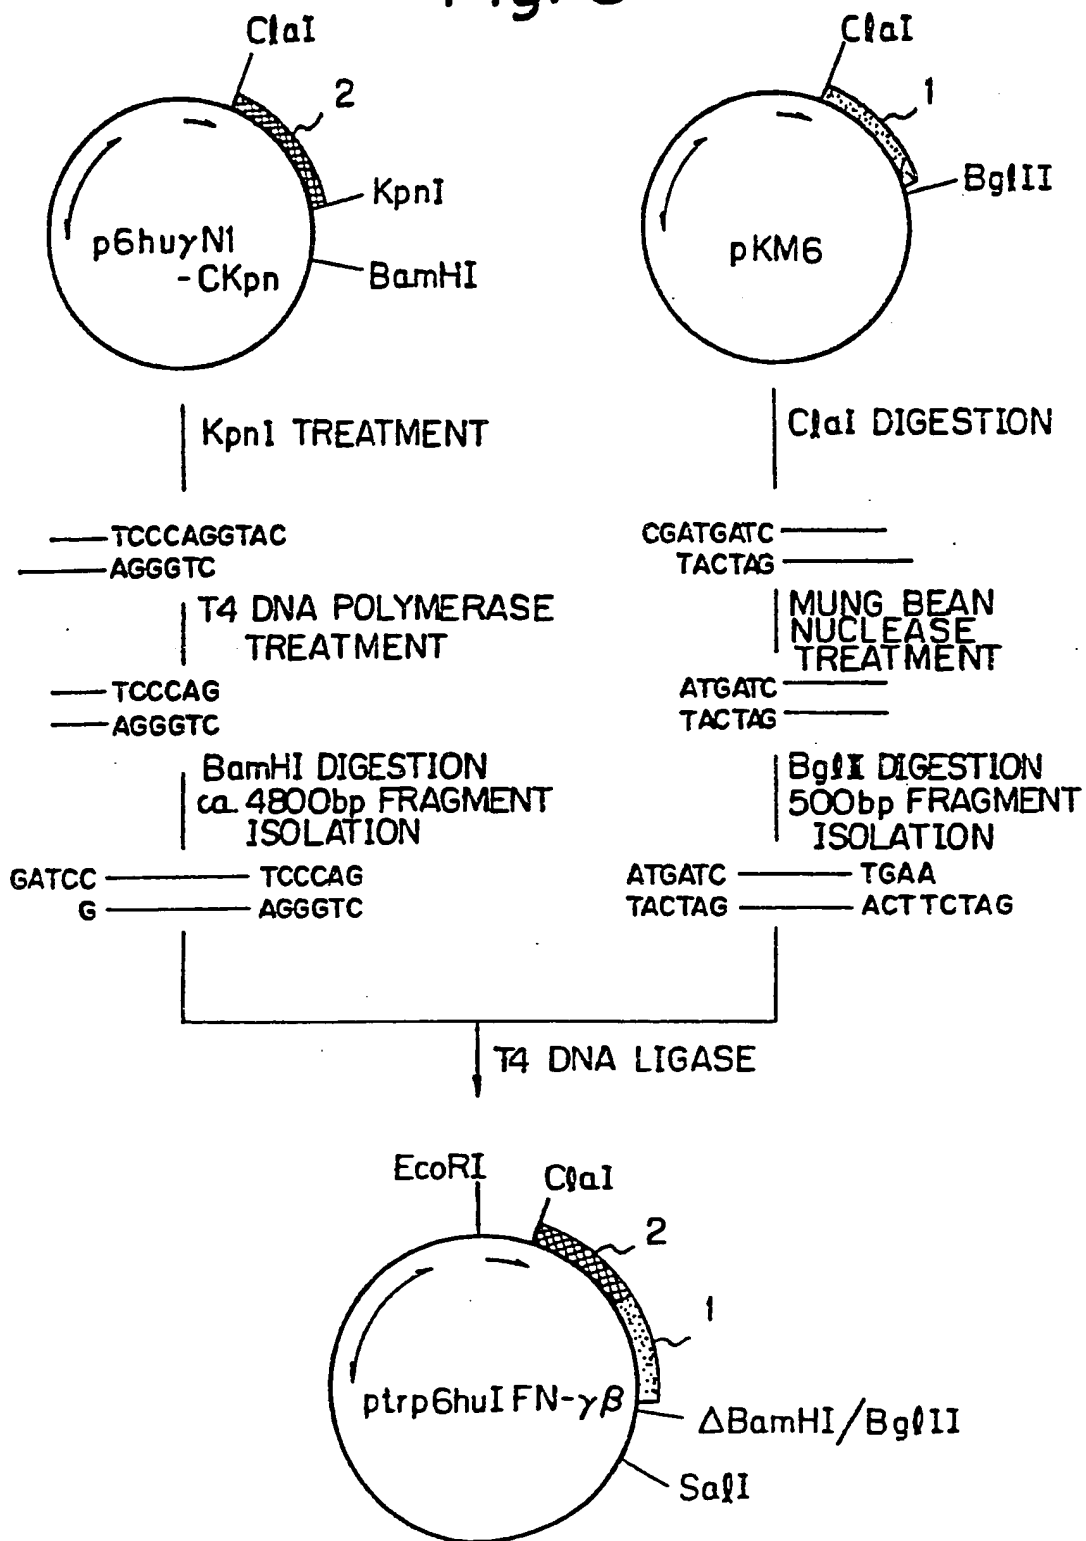 ClaI
2
KpnI
p6huγN1
-CKpn
BamHI
KpnI TREATMENT
TCCCAGGTAC
AGGGTC
T4 DNA POLYMERASE
TREATMENT
TCCCAG
AGGGTC
BamHI DIGESTION
ca. 4800bp FRAGMENT
ISOLATION
GATCC TCCCAG
G AGGGTC
ClaI
1
BglII
pKM6
ClaI DIGESTION
CGATGATC
TACTAG
MUNG BEAN
NUCLEASE
TREATMENT
ATGATC
TACTAG
BglII DIGESTION
500bp FRAGMENT
ISOLATION
ATGATC TGAA
TACTAG ACTTCTAG
T4 DNA LIGASE
EcoRI
ClaI
2
1
ptrp6huIFN-γβ
ΔBamHI/BglII
SalI